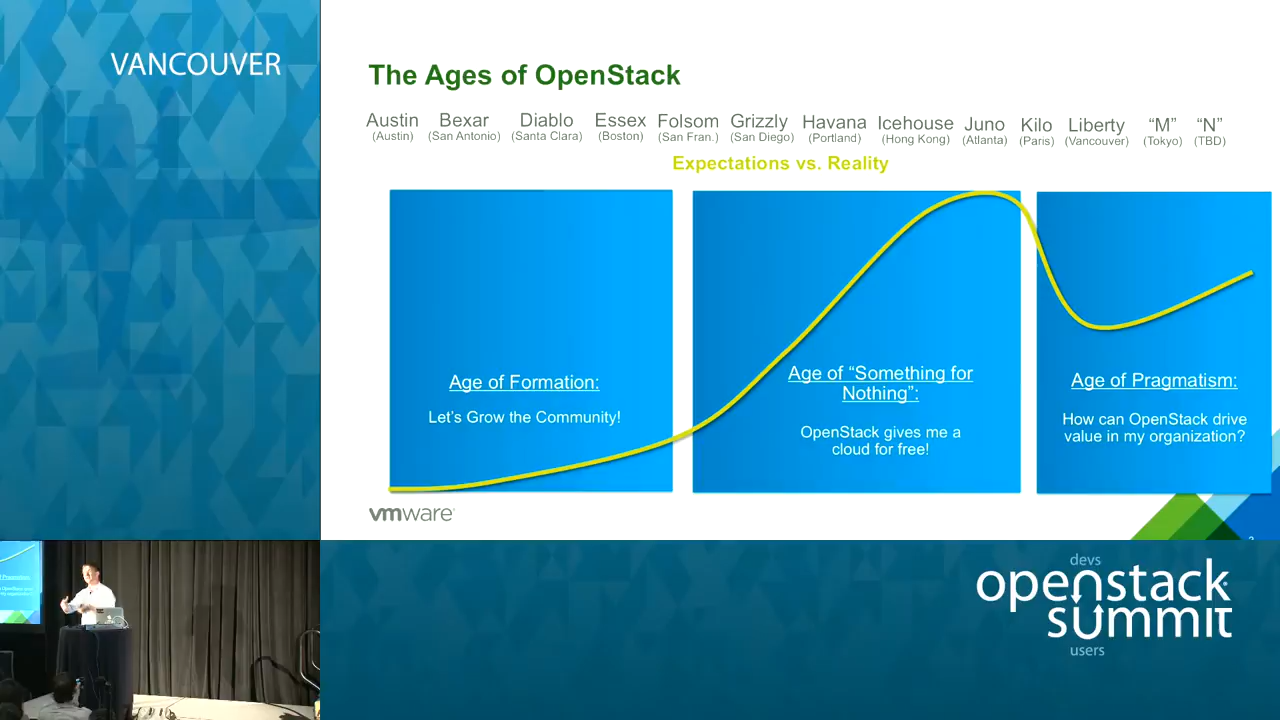 VANCOUVER
The Ages of OpenStack
Austin Bexar Diablo Essex Folsom Grizzly Havana Icehouse Juno Kilo Liberty “M” “N”
(Austin) (San Antonio) (Santa Clara) (Boston) (San Fran.) (San Diego) (Portland) (Hong Kong) (Atlanta) (Paris) (Vancouver) (Tokyo) (TBD)
Expectations vs. Reality
Age of Formation:
Let's Grow the Community!
Age of “Something for
Nothing”:
OpenStack gives me a
cloud for free!
Age of Pragmatism:
How can OpenStack drive
value in my organization?
vmware
devs
openstack
summit
users